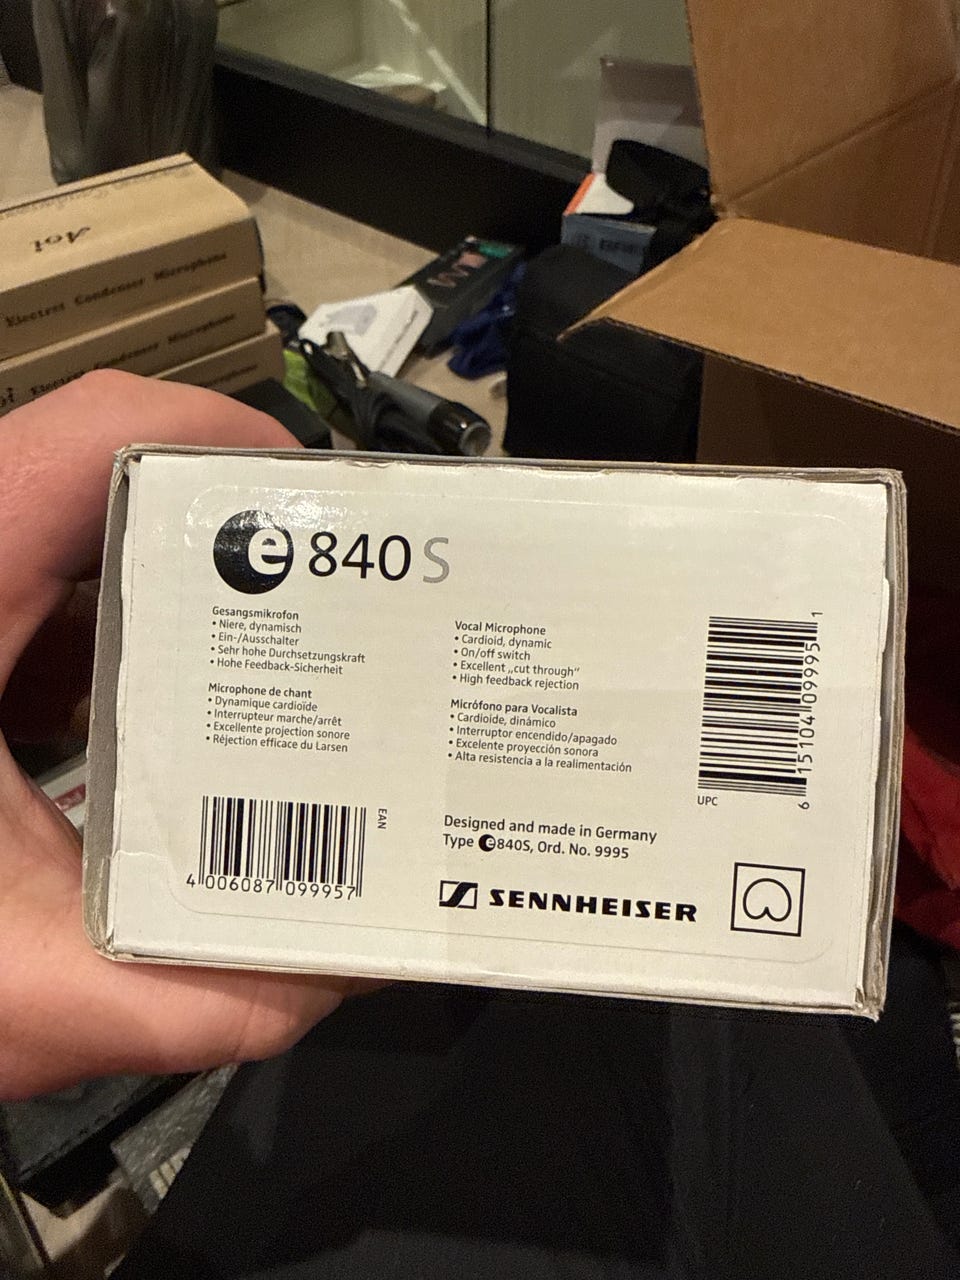 Aoi
Electret Condenser Microphone
Electret Condenser Microphone
Microphone
e 840 S
Gesangsmikrofon
• Niere, dynamisch
• Ein-/Ausschalter
• Sehr hohe Durchsetzungskraft
• Hohe Feedback-Sicherheit
Microphone de chant
• Dynamique cardioïde
• Interrupteur marche/arrêt
• Excellente projection sonore
• Réjection efficace du Larsen
Vocal Microphone
• Cardioid, dynamic
• On/off switch
• Excellent „cut through“
• High feedback rejection
Micrófono para Vocalista
• Cardioide, dinámico
• Interruptor encendido/apagado
• Excelente proyección sonora
• Alta resistencia a la realimentación
6 15104 09995 1
UPC
EAN
4 006087 099957
Designed and made in Germany
Type e840S, Ord. No. 9995
SENNHEISER